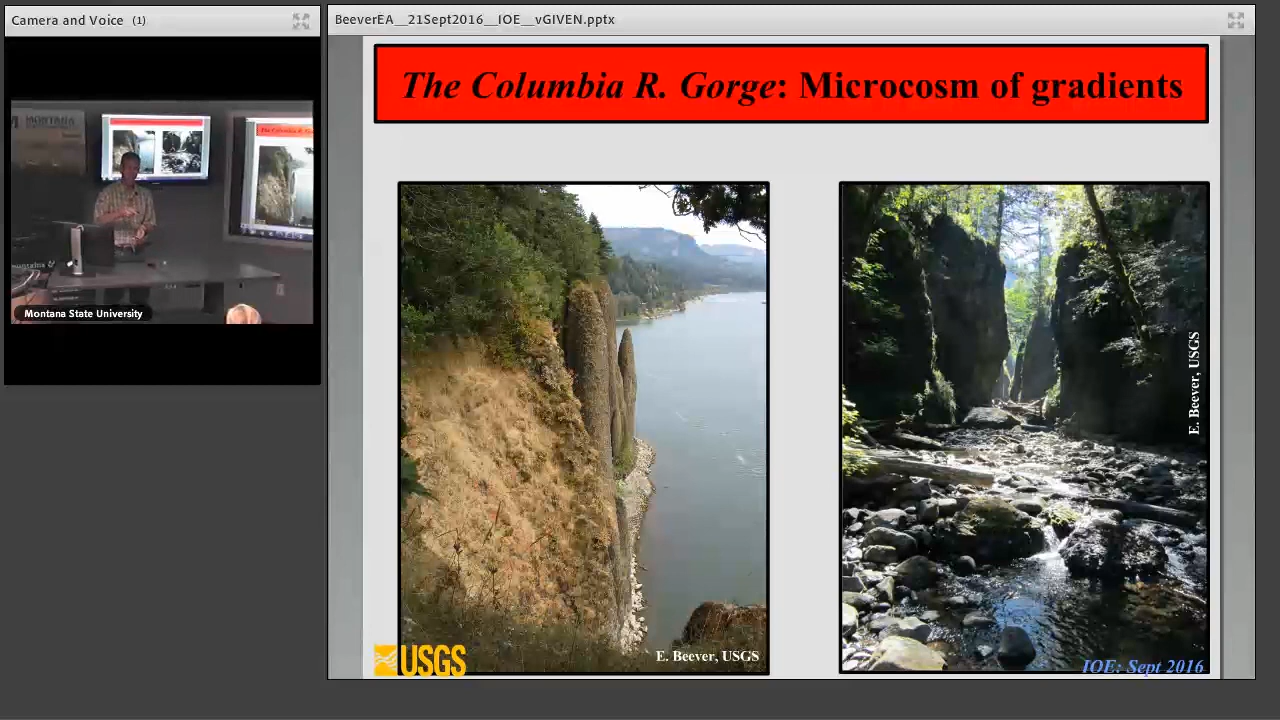 Camera and Voice (1)
MONTANA
Montana State University
BeeverEA__21Sept2016__IOE__vGIVEN.pptx
The Columbia R. Gorge: Microcosm of gradients
E. Beever, USGS
E. Beever, USGS
USGS
IOE: Sept 2016